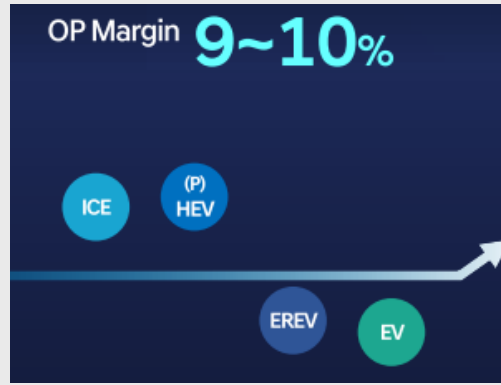 OP Margin 9~10%
ICE
(P)
HEV
EREV
EV